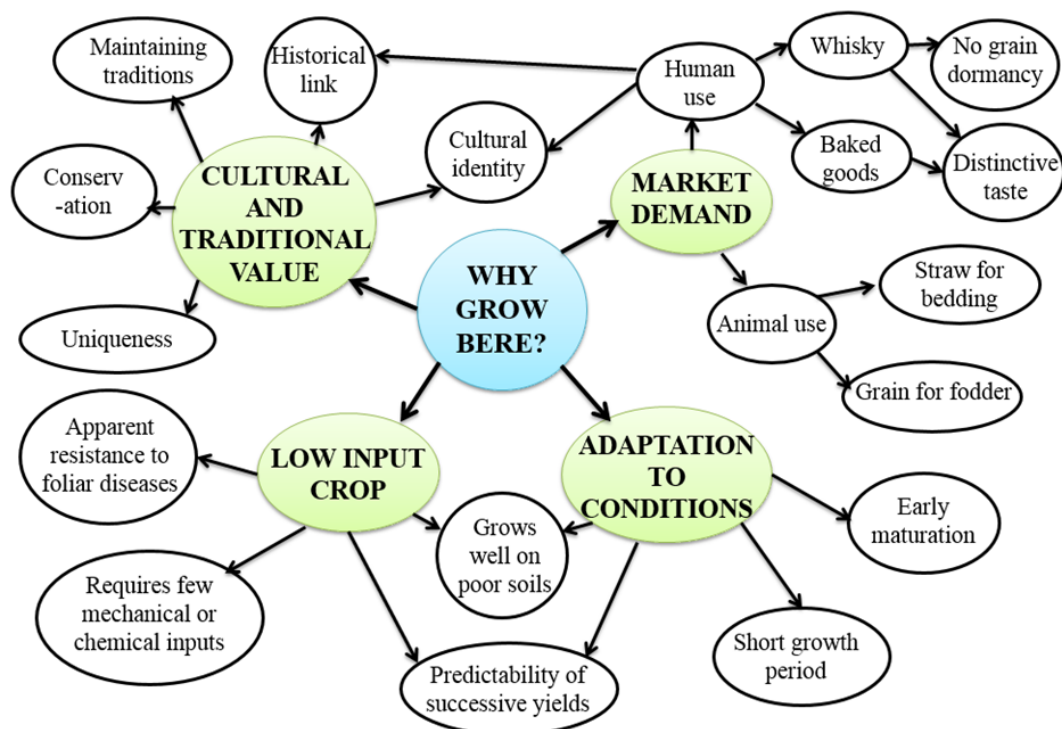 Maintaining
traditions
Historical
link
Human
use
Whisky
No grain
dormancy
Cultural
identity
Baked
goods
Distinctive
taste
Conserv
-ation
CULTURAL
AND
TRADITIONAL
VALUE
MARKET
DEMAND
WHY
GROW
BERE?
Straw for
bedding
Uniqueness
Animal use
Grain for fodder
Apparent
resistance to
foliar diseases
LOW INPUT
CROP
ADAPTATION
TO
CONDITIONS
Early
maturation
Grows
well on
poor soils
Requires few
mechanical or
chemical inputs
Short growth
period
Predictability of
successive yields